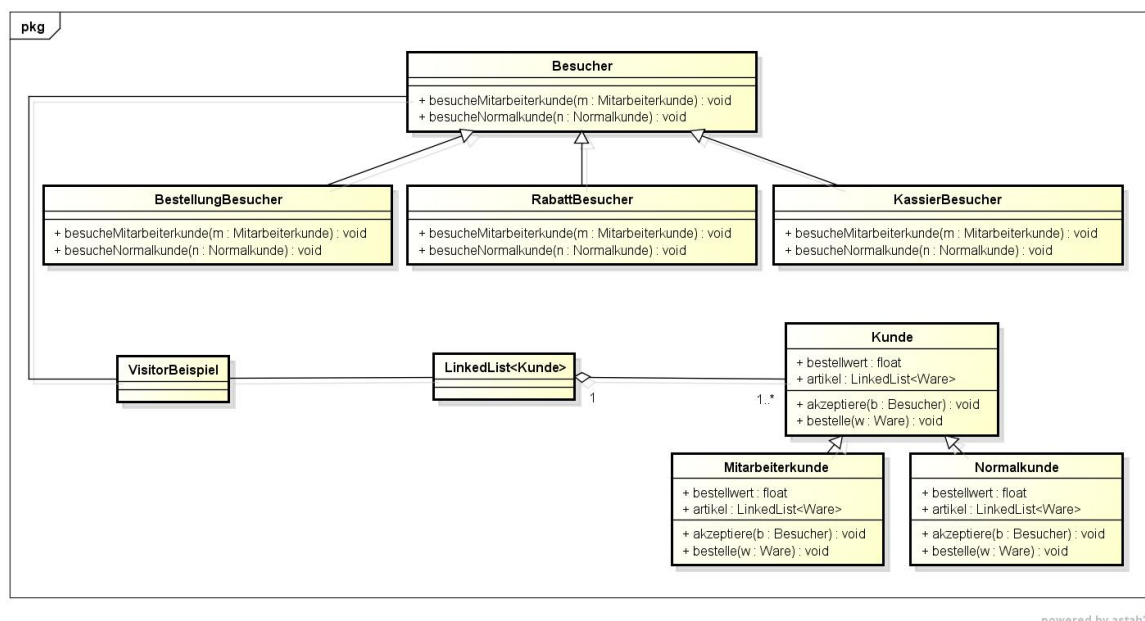 pkg
Besucher
+ besucheMitarbeiterkunde(m : Mitarbeiterkunde) : void
+ besucheNormalkunde(n : Normalkunde) : void
BestellungBesucher
+ besucheMitarbeiterkunde(m : Mitarbeiterkunde) : void
+ besucheNormalkunde(n : Normalkunde) : void
RabattBesucher
+ besucheMitarbeiterkunde(m : Mitarbeiterkunde) : void
+ besucheNormalkunde(n : Normalkunde) : void
KassierBesucher
+ besucheMitarbeiterkunde(m : Mitarbeiterkunde) : void
+ besucheNormalkunde(n : Normalkunde) : void
VisitorBeispiel
LinkedList<Kunde>
1
1..*
Kunde
+ bestellwert : float
+ artikel : LinkedList<Ware>
+ akzeptiere(b : Besucher) : void
+ bestelle(w : Ware) : void
Mitarbeiterkunde
+ bestellwert : float
+ artikel : LinkedList<Ware>
+ akzeptiere(b : Besucher) : void
+ bestelle(w : Ware) : void
Normalkunde
+ bestellwert : float
+ artikel : LinkedList<Ware>
+ akzeptiere(b : Besucher) : void
+ bestelle(w : Ware) : void
powered by